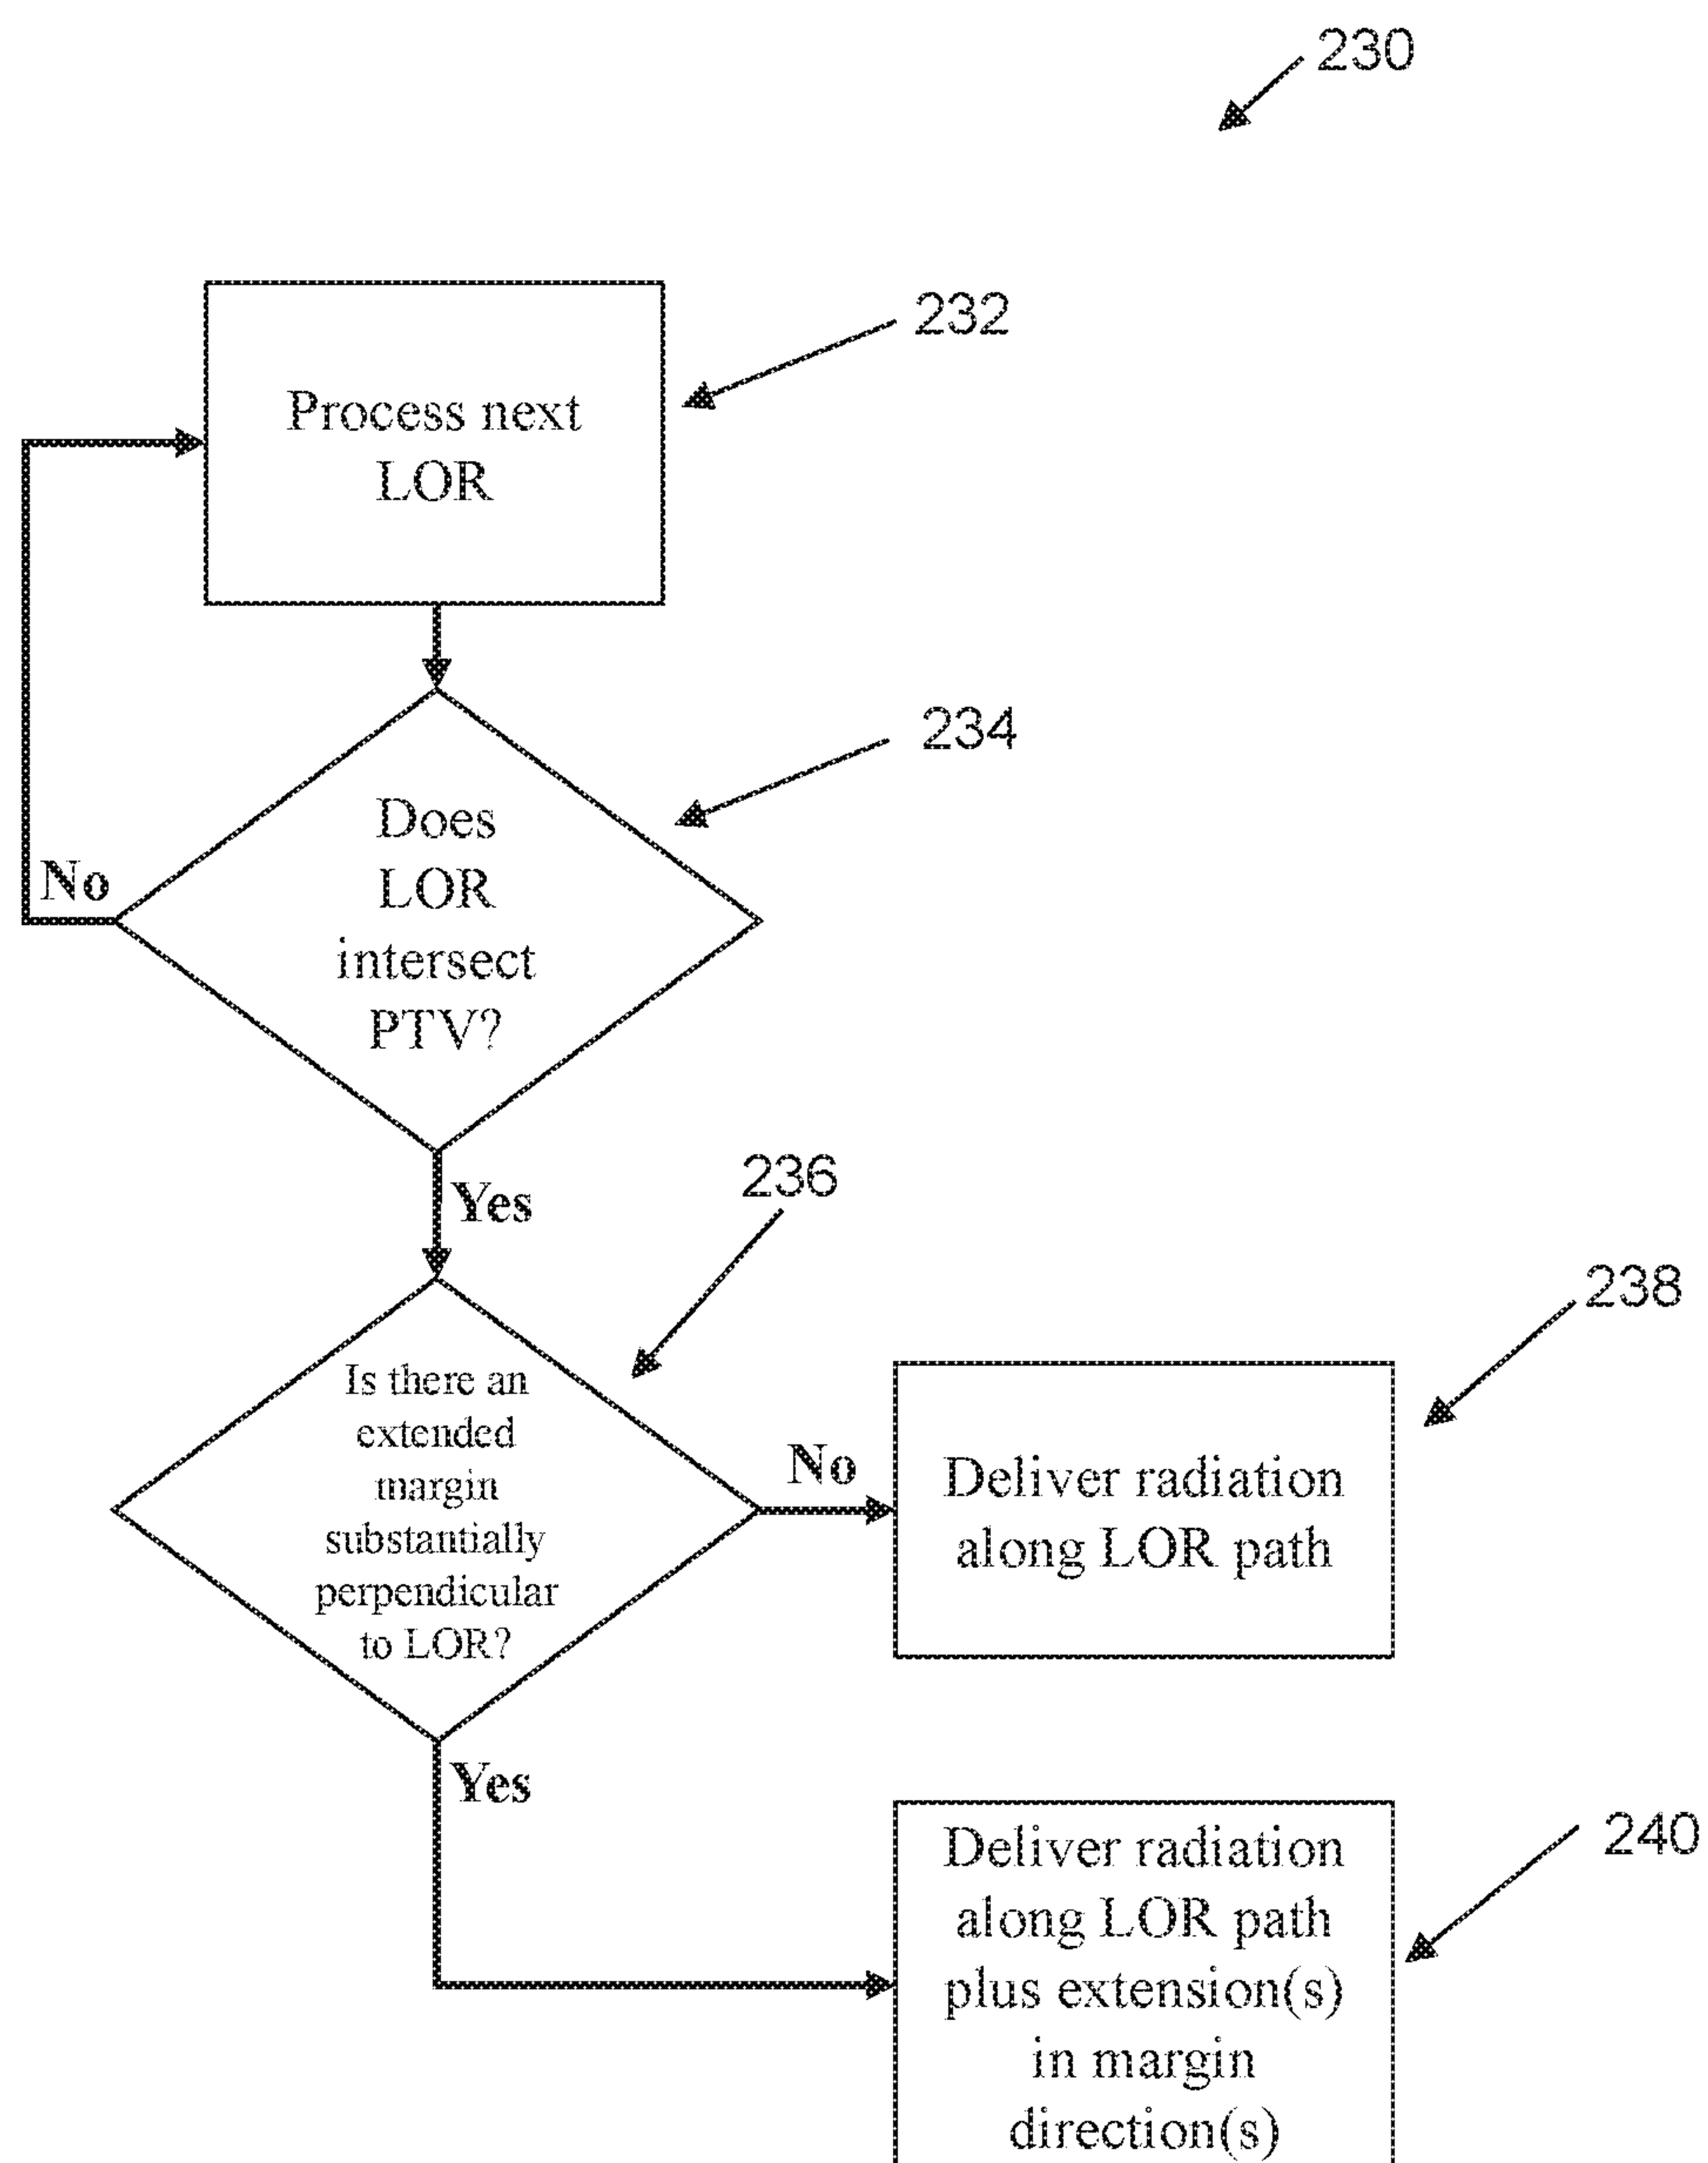 230
232
Process next
LOR
234
Does
LOR
intersect
PTV?
No
Yes
236
Is there an
extended
margin
substantially
perpendicular
to LOR?
No
238
Deliver radiation
along LOR path
Yes
240
Deliver radiation
along LOR path
plus extension(s)
in margin
direction(s)